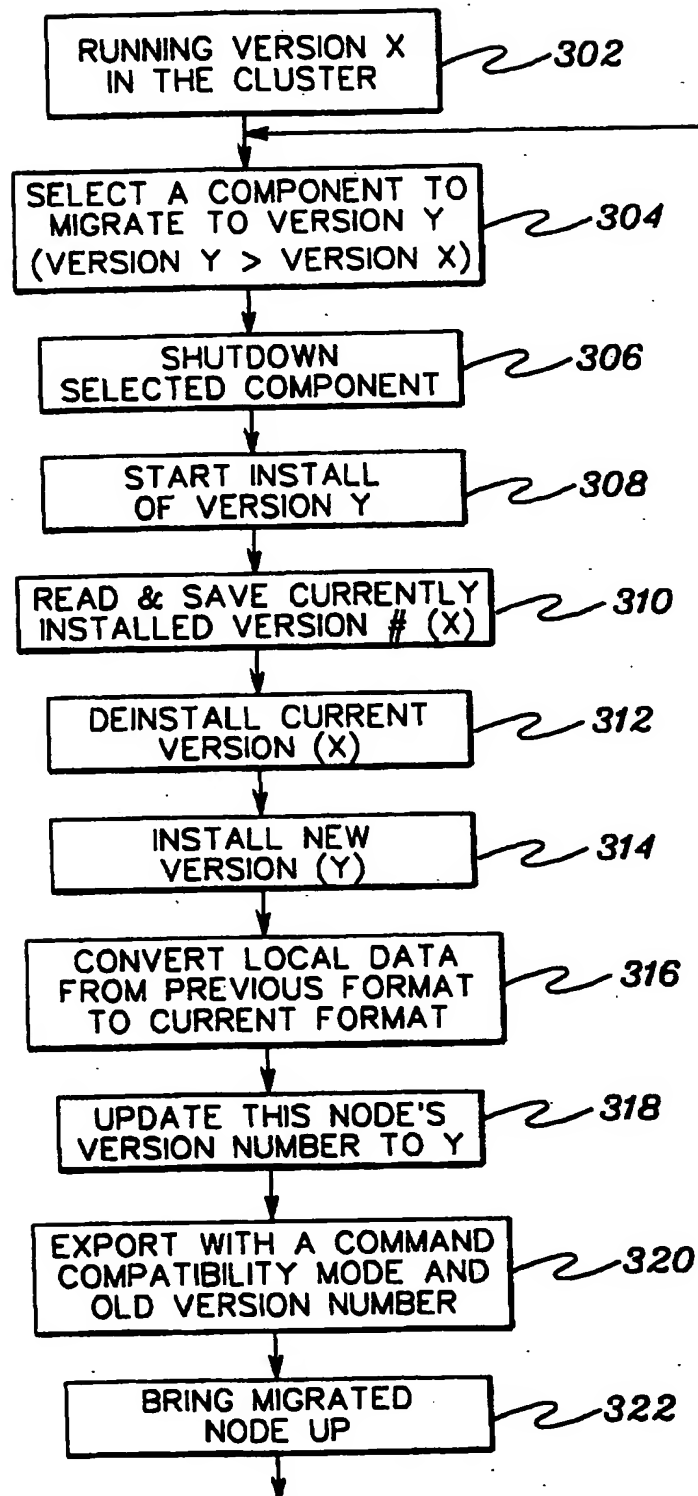 RUNNING VERSION X
IN THE CLUSTER
302
SELECT A COMPONENT TO
MIGRATE TO VERSION Y
(VERSION Y > VERSION X)
304
SHUTDOWN
SELECTED COMPONENT
306
START INSTALL
OF VERSION Y
308
READ & SAVE CURRENTLY
INSTALLED VERSION # (X)
310
DEINSTALL CURRENT
VERSION (X)
312
INSTALL NEW
VERSION (Y)
314
CONVERT LOCAL DATA
FROM PREVIOUS FORMAT
TO CURRENT FORMAT
316
UPDATE THIS NODE'S
VERSION NUMBER TO Y
318
EXPORT WITH A COMMAND
COMPATIBILITY MODE AND
OLD VERSION NUMBER
320
BRING MIGRATED
NODE UP
322